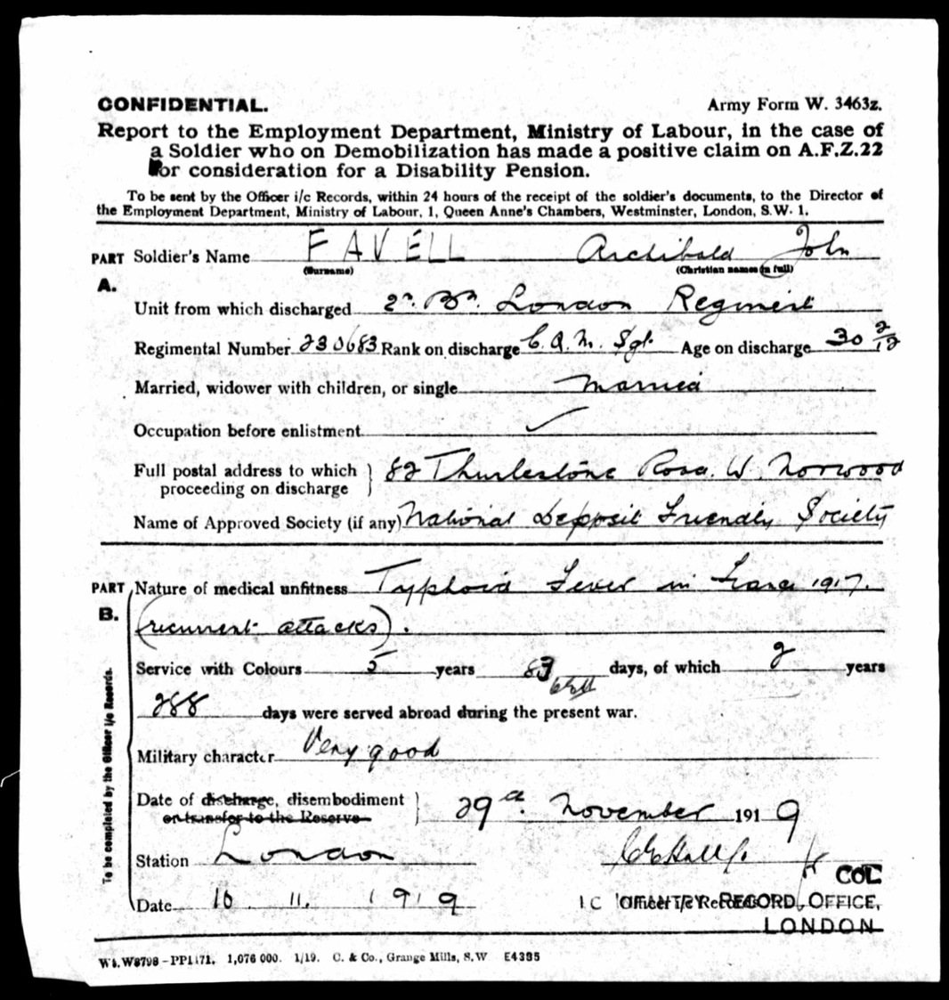 CONFIDENTIAL. Army Form W. 3463z.
Report to the Employment Department, Ministry of Labour, in the case of
a Soldier who on Demobilization has made a positive claim on A.F.Z.22
for consideration for a Disability Pension.
To be sent by the Officer i/c Records, within 24 hours of the receipt of the soldier's documents, to the Director of
the Employment Department, Ministry of Labour, 1, Queen Anne's Chambers, Westminster, London, S.W. 1.
PART Soldier's Name FAVELL Archibald John
(Surname) (Christian names in full)
A.
Unit from which discharged 2n. Bn. London Regiment
Regimental Number 230683 Rank on discharge C.Q.M. Sgt. Age on discharge 30 2/12
Married, widower with children, or single Married
Occupation before enlistment ✓
Full postal address to which } 82 Thurlestone Road. W. Norwood
proceeding on discharge
Name of Approved Society (if any) National Deposit Friendly Society
PART Nature of medical unfitness Typhoid Fever in France 1917.
B. (recurrent attacks).
Service with Colours 5 years 83 days, of which 2 years
288 days were served abroad during the present war.
Military character Very good
Date of discharge, disembodiment } 29th. November 1919
or transfer to the Reserve
Station London
COL
Date 10. 11. 1919 I C INFANTRY RECORD OFFICE,
Officer i/c Records
LONDON
To be completed by the Officer i/c Records.
Wt. W8798-PP1171. 1,076 000. 1/19. C. & Co., Grange Mills, S.W E4385